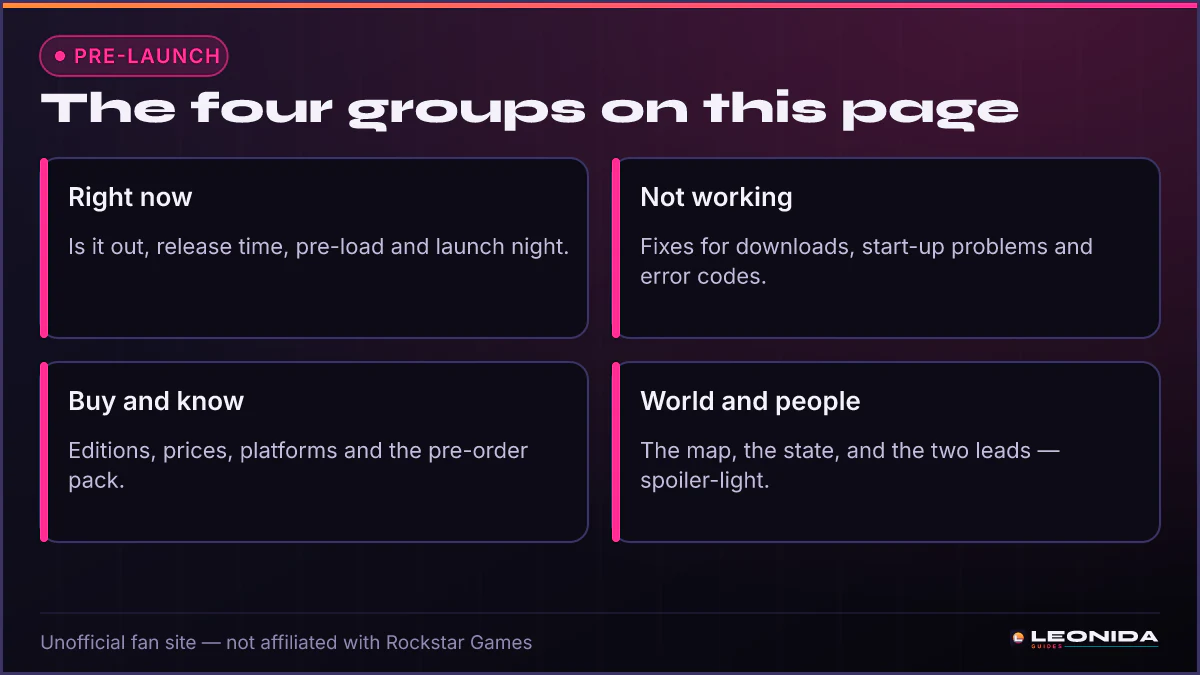 PRE-LAUNCH
The four groups on this page
Right now
Is it out, release time, pre-load and launch night.
Not working
Fixes for downloads, start-up problems and
error codes.
Buy and know
Editions, prices, platforms and the pre-order
pack.
World and people
The map, the state, and the two leads —
spoiler-light.
Unofficial fan site — not affiliated with Rockstar Games
LEONIDA
GUIDES